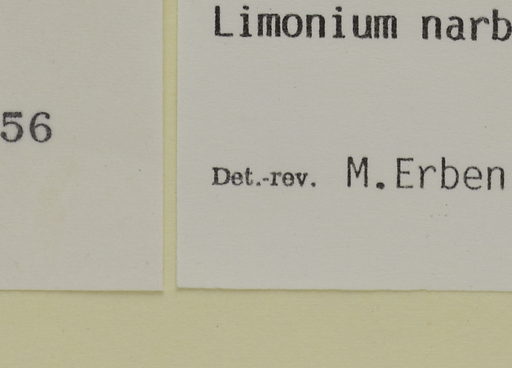 56
Limonium narb
Det.-rev. M.Erben